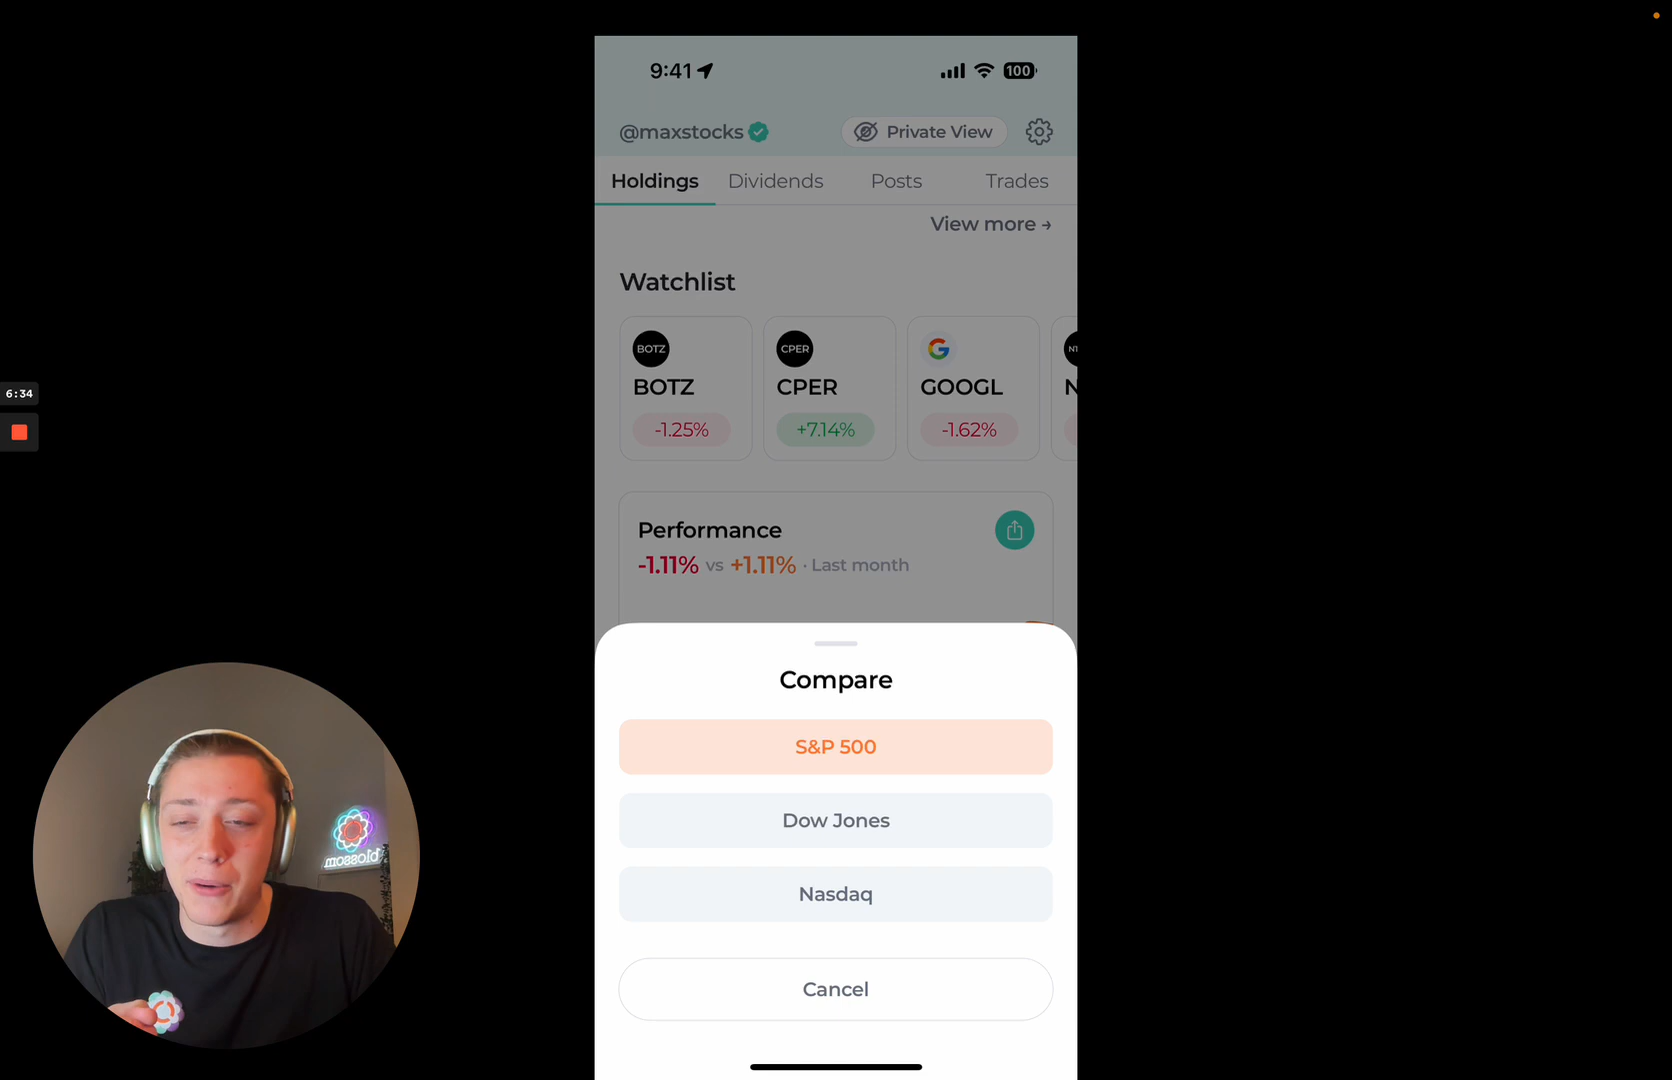 9:41
100
@maxstocks
Private View
Holdings
Dividends
Posts
Trades
View more →
Watchlist
BOTZ
CPER
BOTZ
CPER
GOOGL
N
-1.25%
+7.14%
-1.62%
Performance
-1.11% vs +1.11% · Last month
Compare
S&P 500
Dow Jones
Nasdaq
Cancel
6:34
blossom